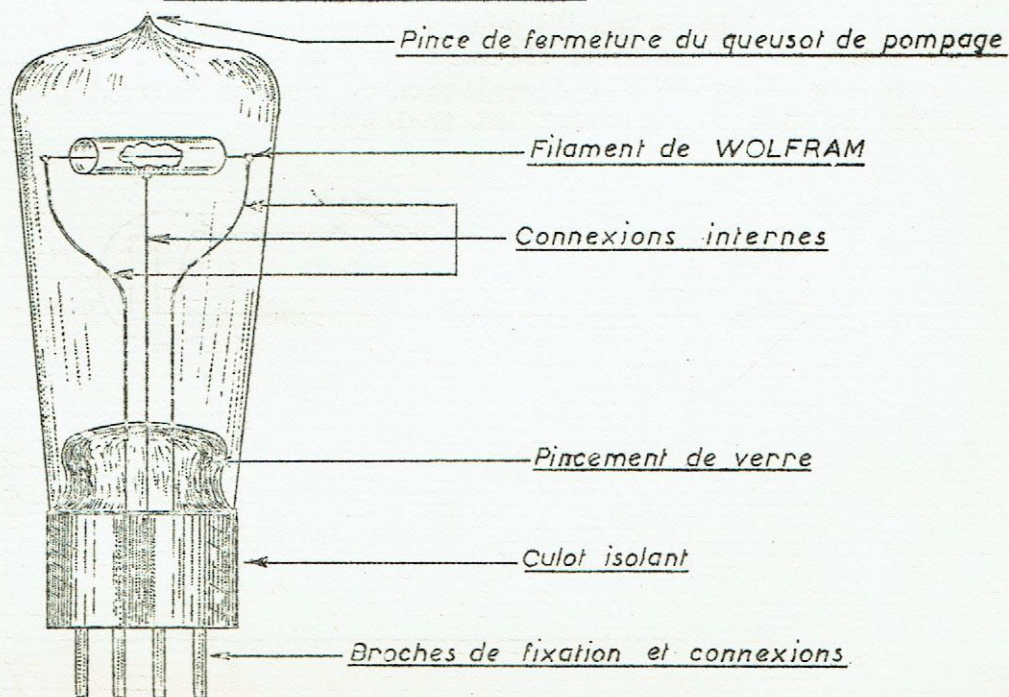 Pince de fermeture du queusot de pompage
Filament de WOLFRAM
Connexions internes
Pincement de verre
Culot isolant
Broches de fixation et connexions